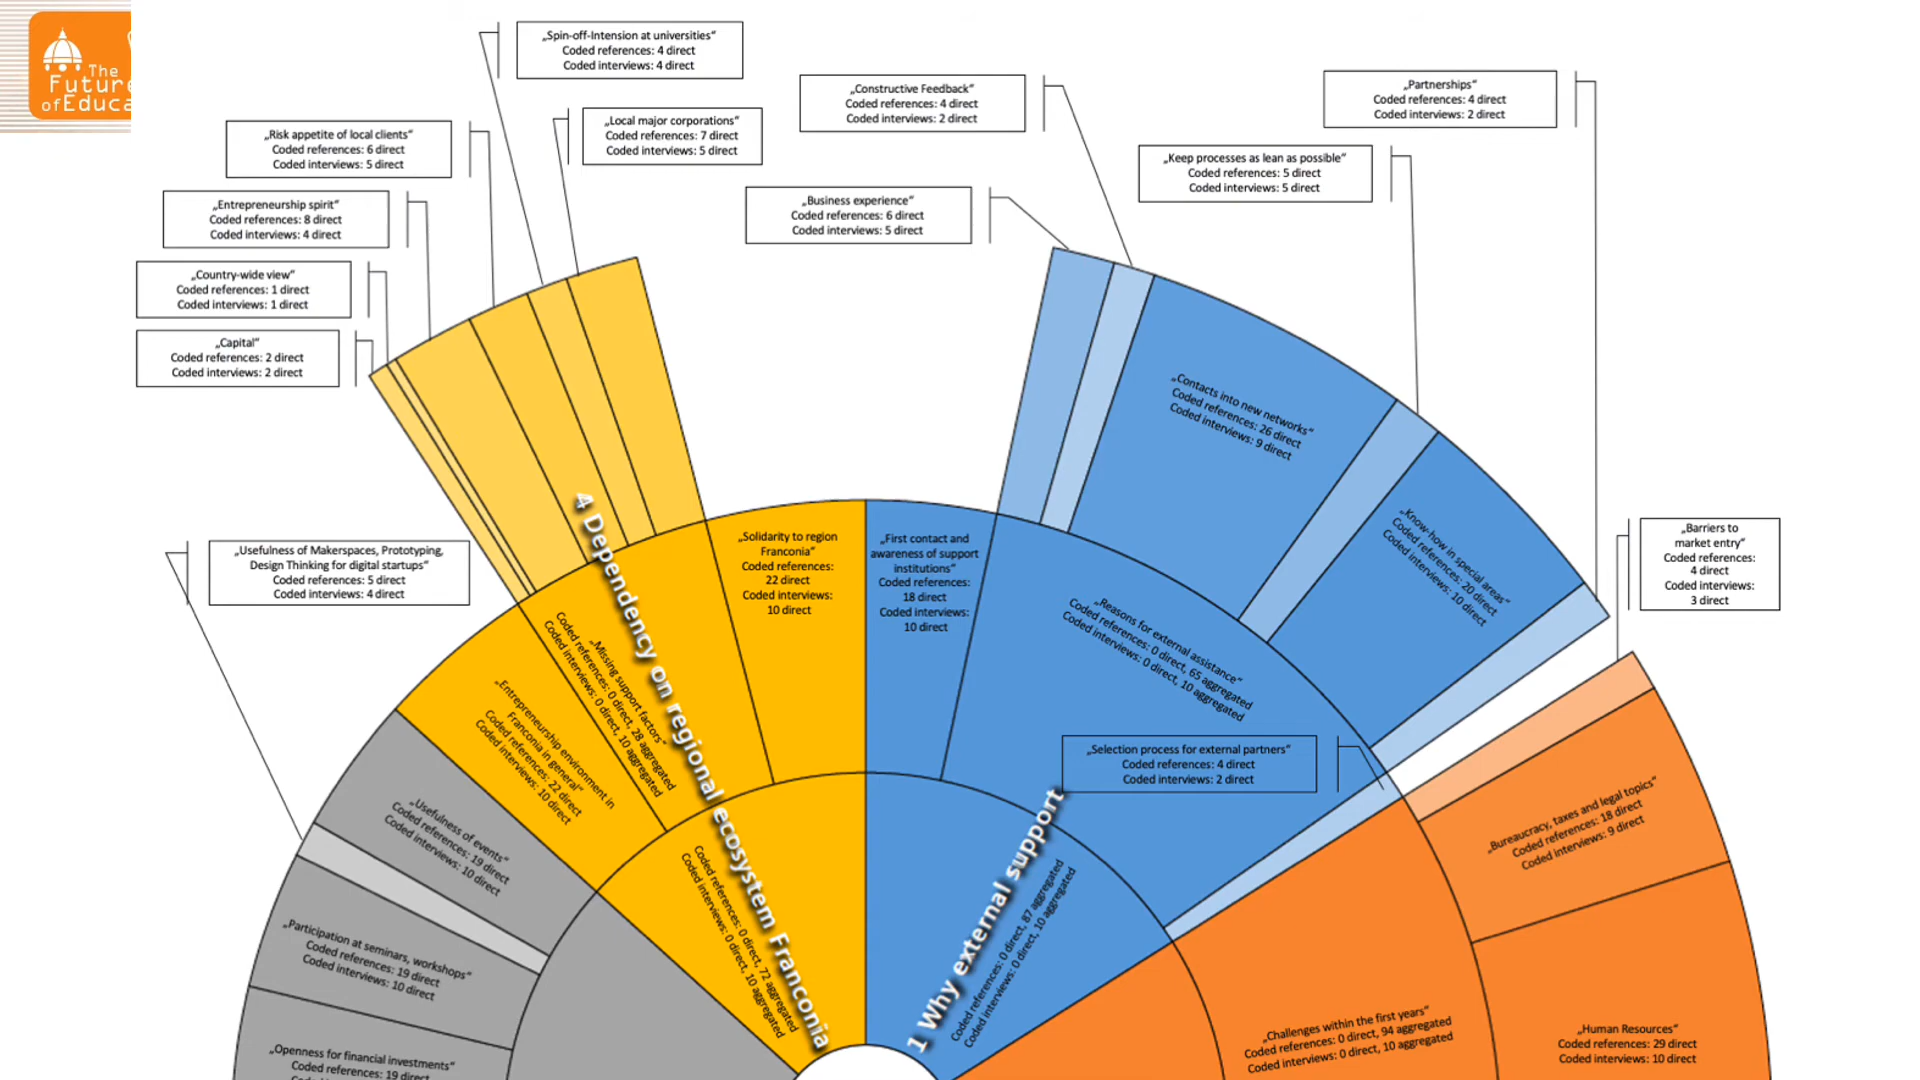 The
Future
of Educa
„Spin-off-Intension at universities“
Coded references: 4 direct
Coded interviews: 4 direct
„Constructive Feedback“
Coded references: 4 direct
Coded interviews: 2 direct
„Partnerships“
Coded references: 4 direct
Coded interviews: 2 direct
„Local major corporations“
Coded references: 7 direct
Coded interviews: 5 direct
„Risk appetite of local clients“
Coded references: 6 direct
Coded interviews: 5 direct
„Keep processes as lean as possible“
Coded references: 5 direct
Coded interviews: 5 direct
„Entrepreneurship spirit“
Coded references: 8 direct
Coded interviews: 4 direct
„Business experience“
Coded references: 6 direct
Coded interviews: 5 direct
„Country-wide view“
Coded references: 1 direct
Coded interviews: 1 direct
„Capital“
Coded references: 2 direct
Coded interviews: 2 direct
„Contacts into new networks“
Coded references: 26 direct
Coded interviews: 9 direct
„Know-how in special areas“
Coded references: 20 direct
Coded interviews: 10 direct
„Barriers to
market entry“
Coded references:
4 direct
Coded interviews:
3 direct
„Usefulness of Makerspaces, Prototyping,
Design Thinking for digital startups“
Coded references: 5 direct
Coded interviews: 4 direct
„Solidarity to region
Franconia“
Coded references:
22 direct
Coded interviews:
10 direct
„First contact and
awareness of support
institutions“
Coded references:
18 direct
Coded interviews:
10 direct
„Reasons for external assistance“
Coded references: 0 direct, 65 aggregated
Coded interviews: 0 direct, 10 aggregated
„Missing support factors“
Coded references: 0 direct, 28 aggregated
Coded interviews: 0 direct, 10 aggregated
„Entrepreneurship environment in
Franconia in general“
Coded references: 22 direct
Coded interviews: 10 direct
„Selection process for external partners“
Coded references: 4 direct
Coded interviews: 2 direct
„Usefulness of events“
Coded references: 19 direct
Coded interviews: 10 direct
„Bureaucracy, taxes and legal topics“
Coded references: 18 direct
Coded interviews: 9 direct
4 Dependency on regional ecosystem Franconia
Coded references: 0 direct, 72 aggregated
Coded interviews: 0 direct, 10 aggregated
1 Why external support
Coded references: 0 direct, 87 aggregated
Coded interviews: 0 direct, 10 aggregated
„Participation at seminars, workshops“
Coded references: 19 direct
Coded interviews: 10 direct
„Challenges within the first years“
Coded references: 0 direct, 94 aggregated
Coded interviews: 0 direct, 10 aggregated
„Human Resources“
Coded references: 29 direct
Coded interviews: 10 direct
„Openness for financial investments“
Coded references: 19 direct